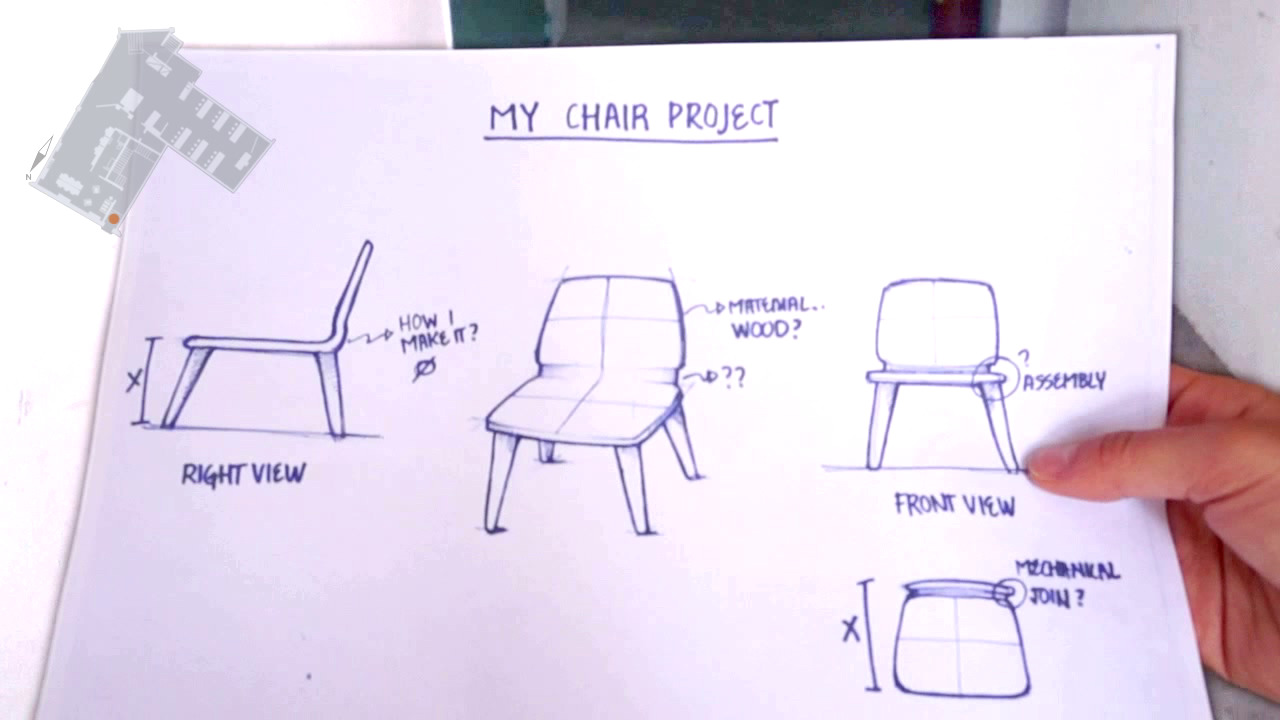 MY CHAIR PROJECT
N
HOW I
MAKE IT?
X
RIGHT VIEW
MATERIAL..
WOOD?
??
?
ASSEMBLY
FRONT VIEW
MECHANICAL
JOIN?
X